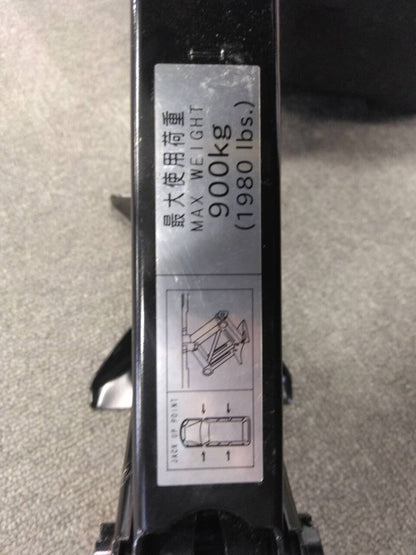 最大使用荷重
MAX WEIGHT
900kg
(1980 lbs.)
JACK UP POINT